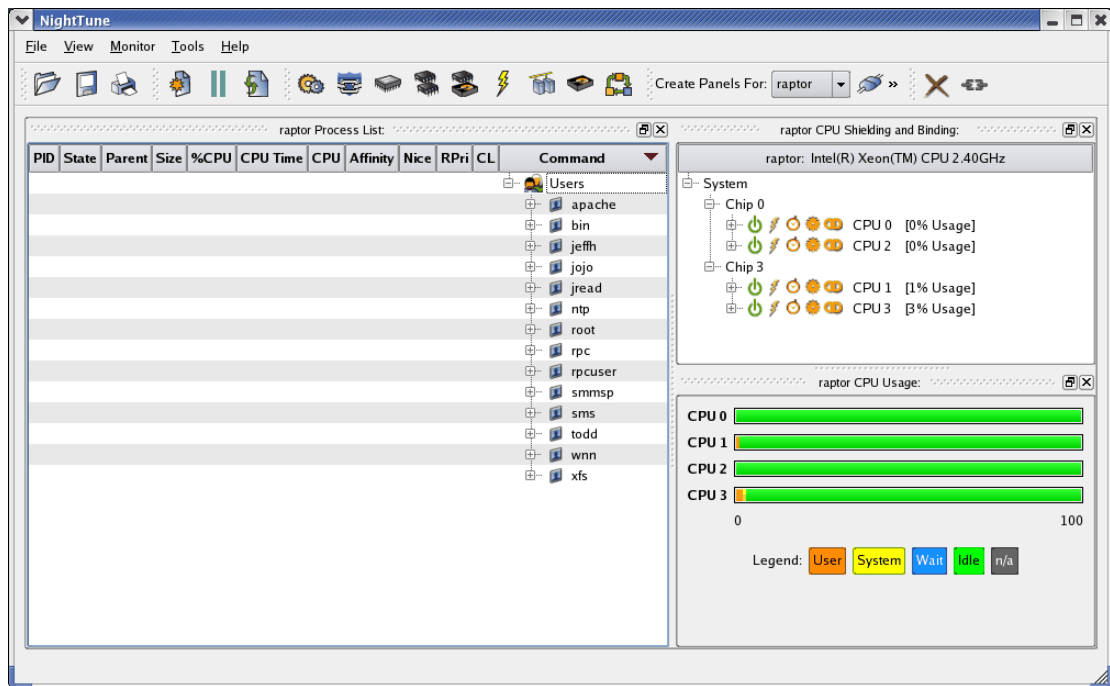 NightTune
File View Monitor Tools Help
Create Panels For: raptor »
raptor Process List:
PID State Parent Size %CPU CPU Time CPU Affinity Nice RPri CL Command
Users
apache
bin
jeffh
jojo
jread
ntp
root
rpc
rpcuser
smmsp
sms
todd
wnn
xfs
raptor CPU Shielding and Binding:
raptor: Intel(R) Xeon(TM) CPU 2.40GHz
System
Chip 0
CPU 0 [0% Usage]
CPU 2 [0% Usage]
Chip 3
CPU 1 [1% Usage]
CPU 3 [3% Usage]
raptor CPU Usage:
CPU 0
CPU 1
CPU 2
CPU 3
0 100
Legend: User System Wait Idle n/a